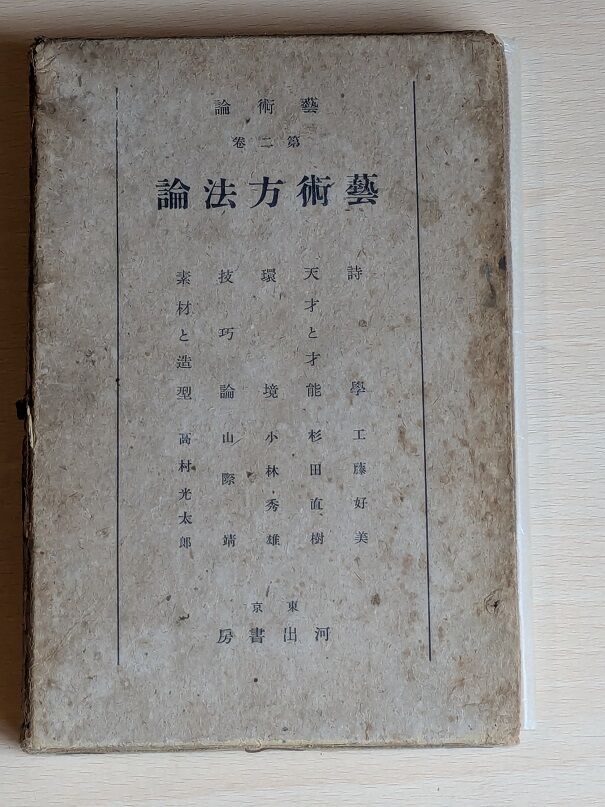 藝術論
第二卷
藝術方法論
詩學 工藤好美
天才と才能 杉田直樹
環境 小林秀雄
技巧論 山際靖
素材と造型 高村光太郎
東京
河出書房